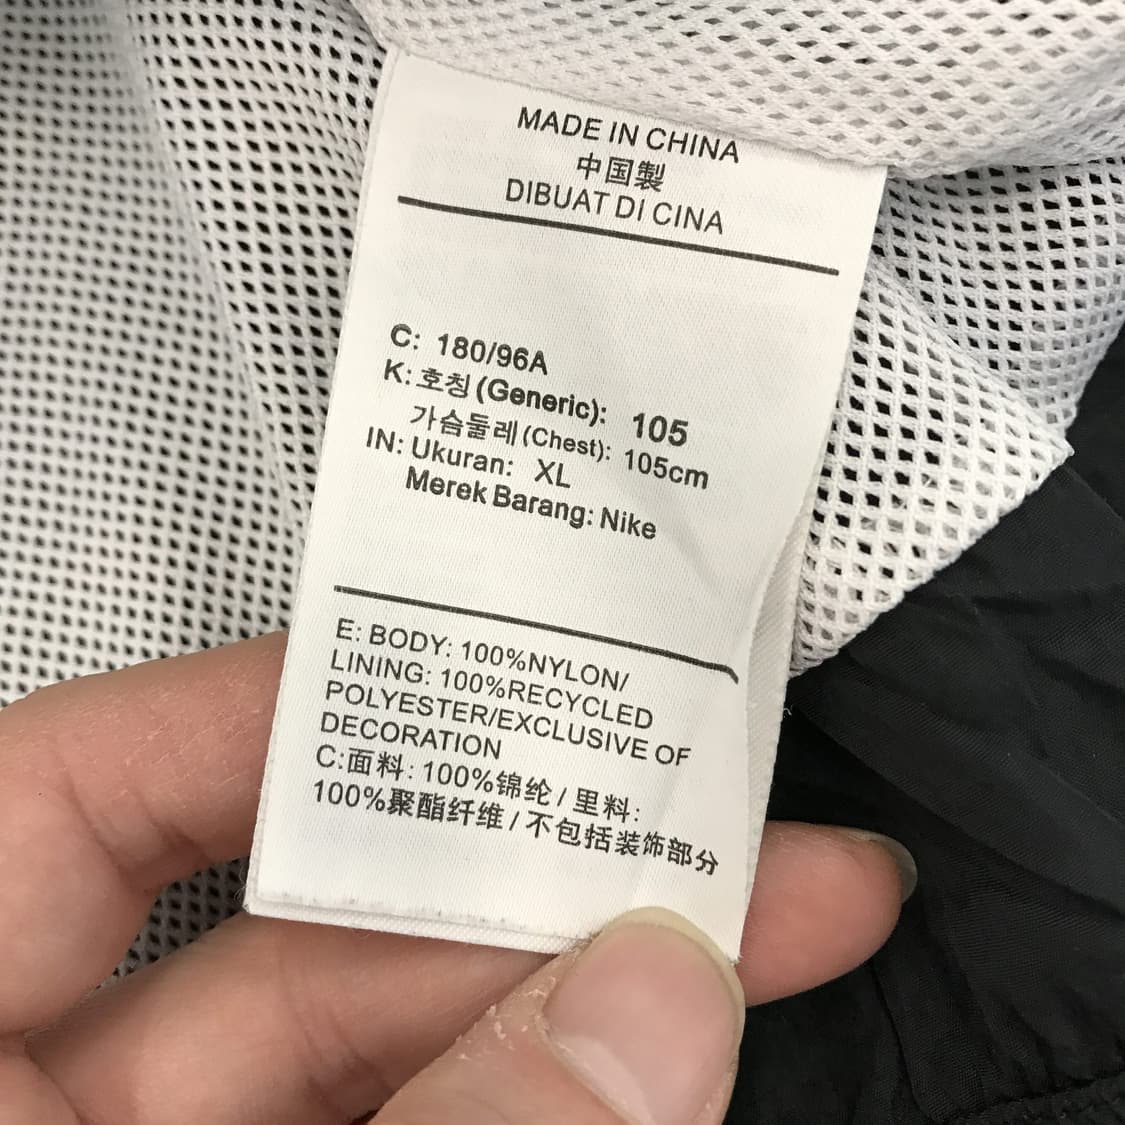 MADE IN CHINA
中国製
DIBUAT DI CINA
C: 180/96A
K: 호칭 (Generic): 105
가슴둘레 (Chest): 105cm
IN: Ukuran: XL
Merek Barang: Nike
E: BODY: 100%NYLON/
LINING: 100%RECYCLED
POLYESTER/EXCLUSIVE OF
DECORATION
C:面料: 100%锦纶/里料:
100%聚酯纤维/不包括装饰部分